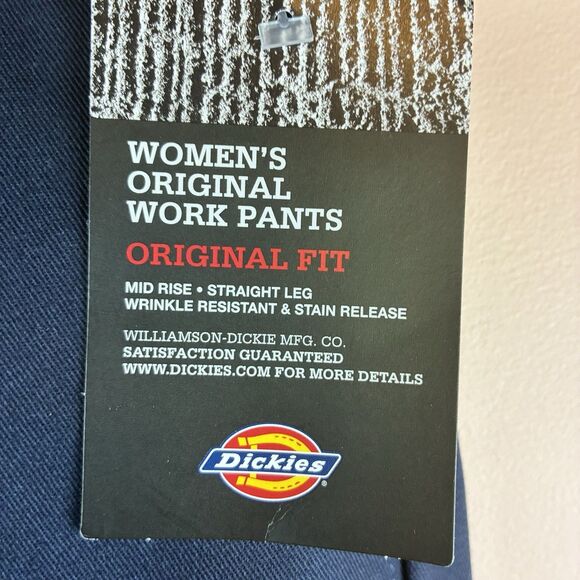 WOMEN'S
ORIGINAL
WORK PANTS
ORIGINAL FIT
MID RISE • STRAIGHT LEG
WRINKLE RESISTANT & STAIN RELEASE
WILLIAMSON-DICKIE MFG. CO.
SATISFACTION GUARANTEED
WWW.DICKIES.COM FOR MORE DETAILS
Dickies®